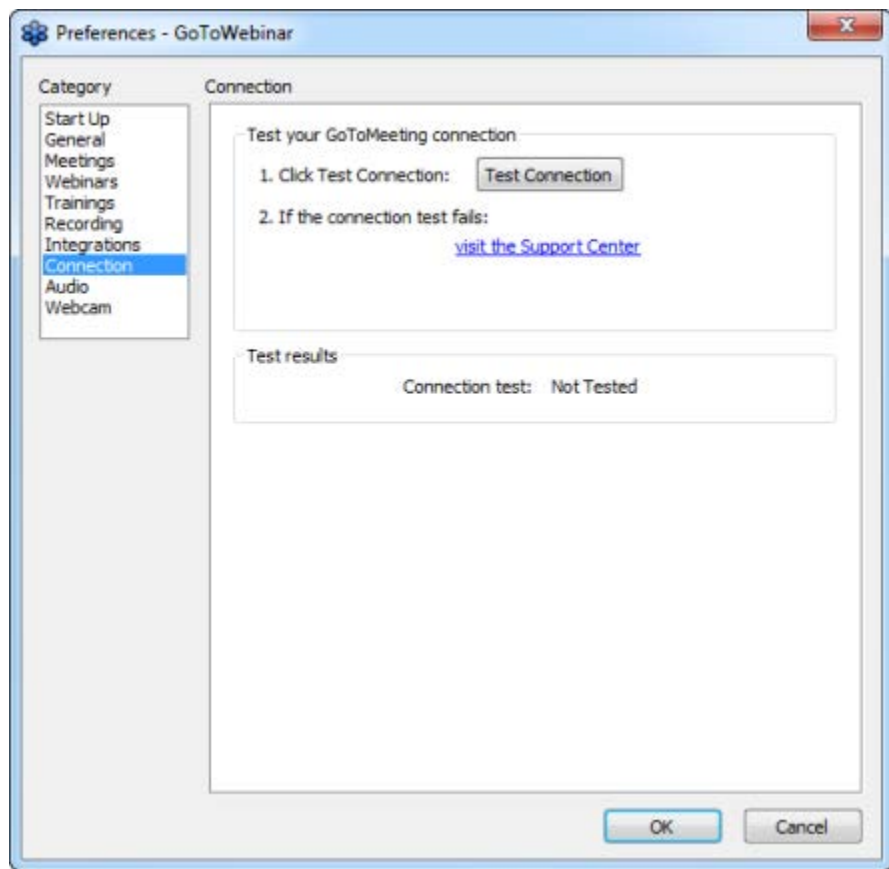 Preferences - GoToWebinar
Category
Start Up
General
Meetings
Webinars
Trainings
Recording
Integrations
Connection
Audio
Webcam
Connection
Test your GoToMeeting connection
1. Click Test Connection: Test Connection
2. If the connection test fails:
visit the Support Center
Test results
Connection test: Not Tested
OK Cancel